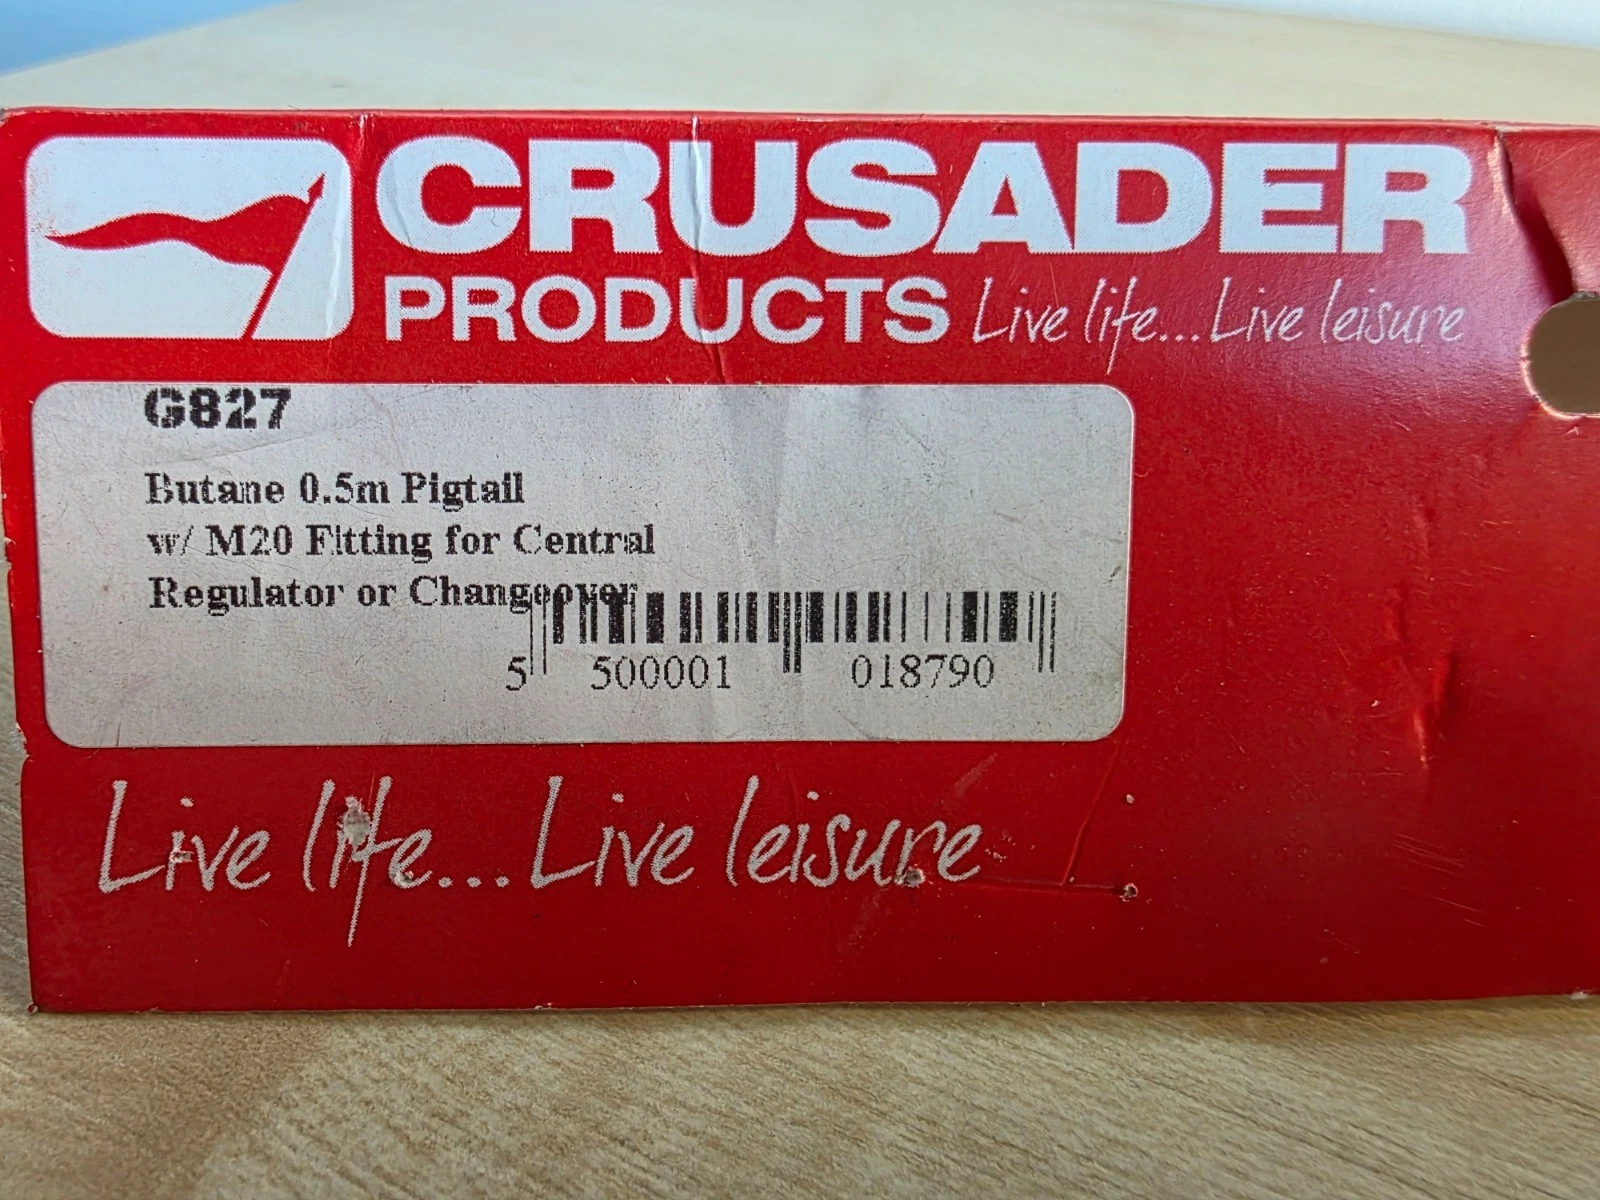 CRUSADER
PRODUCTS Live life...Live leisure
G827
Butane 0.5m Pigtail
w/ M20 Fitting for Central
Regulator or Changeover
5 500001 018790
Live life...Live leisure